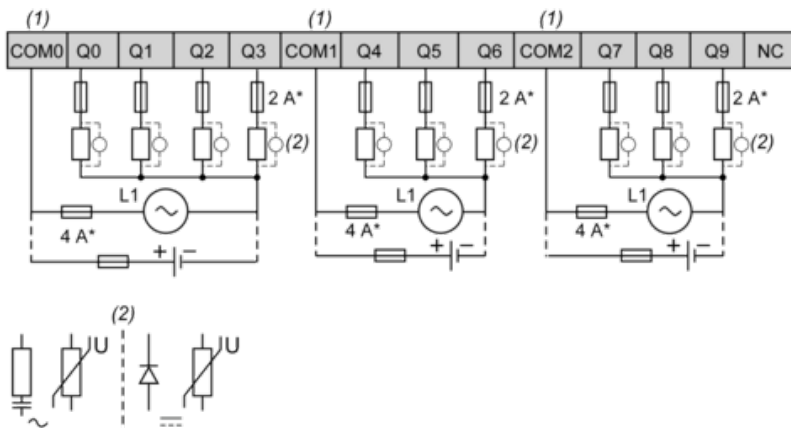 (1) (1) (1)
COM0 Q0 Q1 Q2 Q3 COM1 Q4 Q5 Q6 COM2 Q7 Q8 Q9 NC
2 A* 2 A* 2 A*
(2) (2) (2)
L1 L1 L1
4 A* 4 A* 4 A*
+ − + − + −
(2)
U U